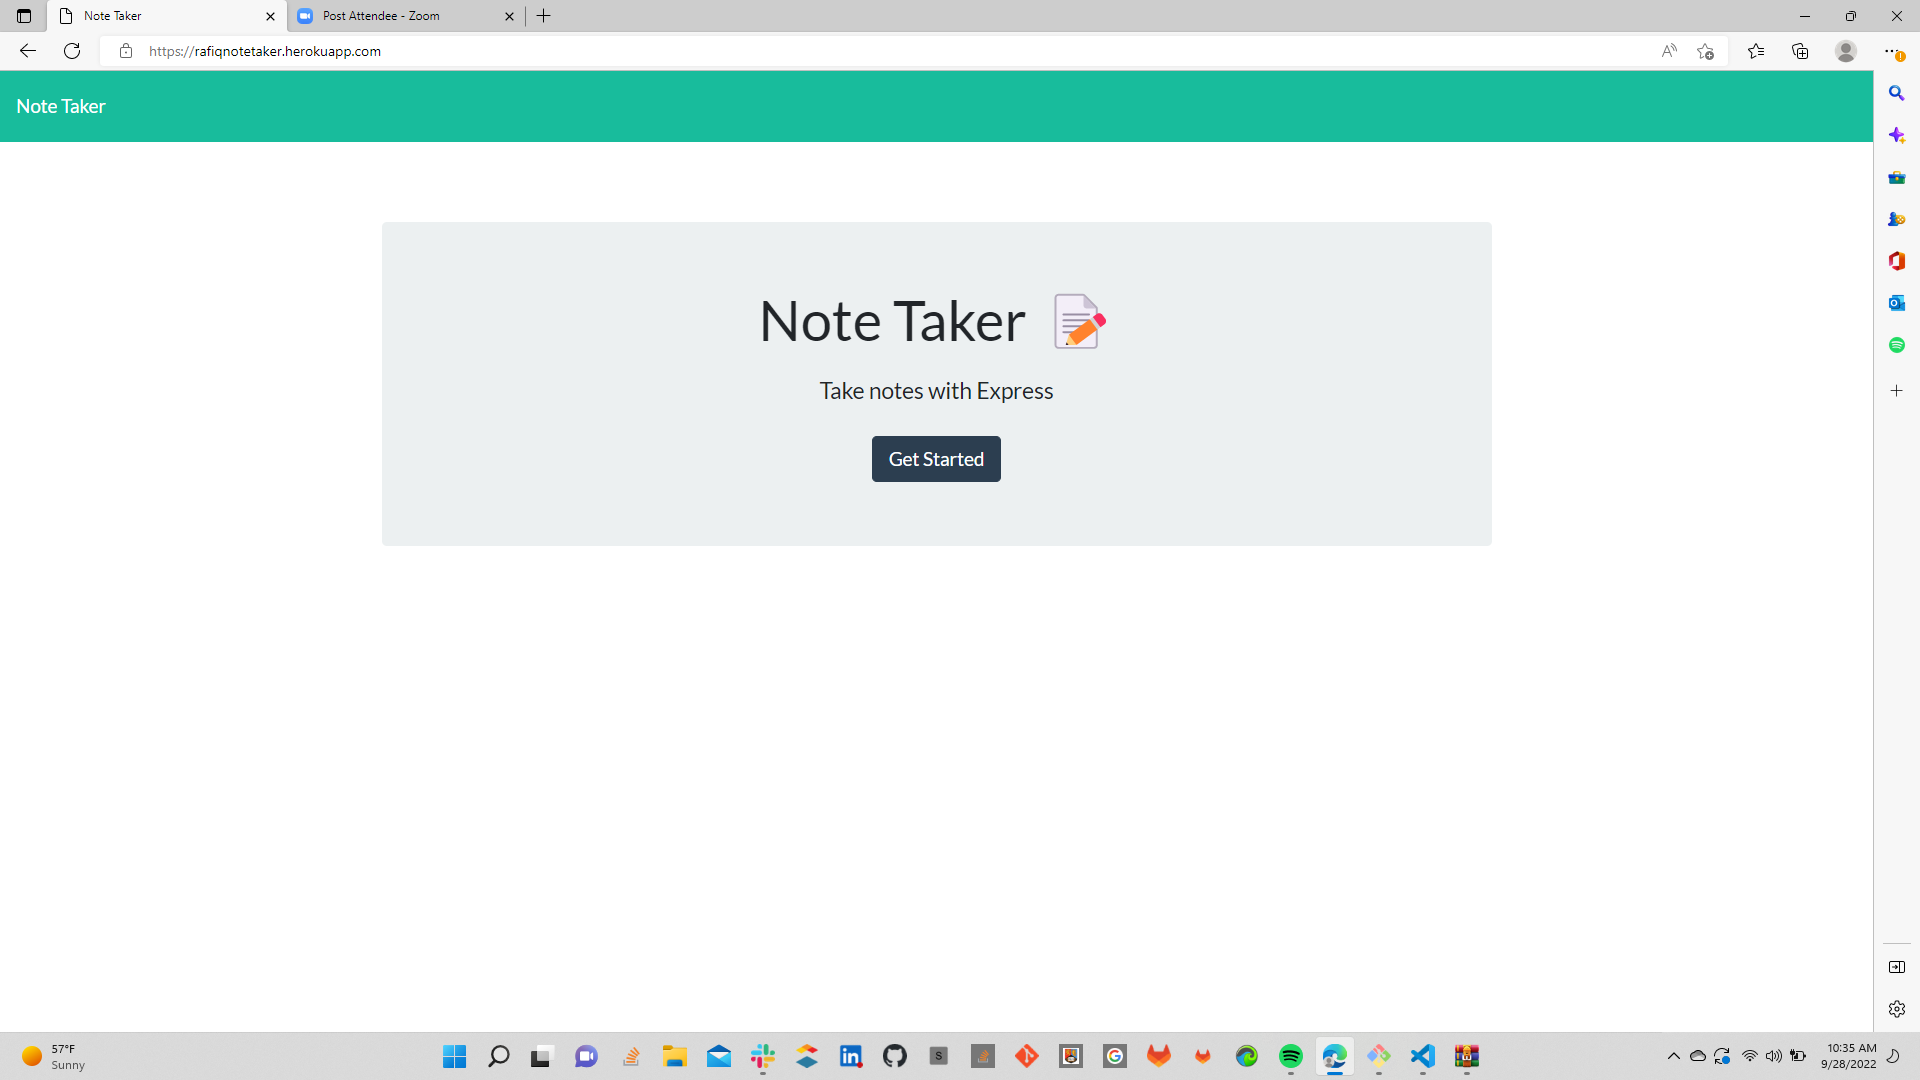 Note Taker
Post Attendee - Zoom
https://rafiqnotetaker.herokuapp.com
Note Taker
Note Taker
Take notes with Express
Get Started
57°F
Sunny
10:35 AM
9/28/2022